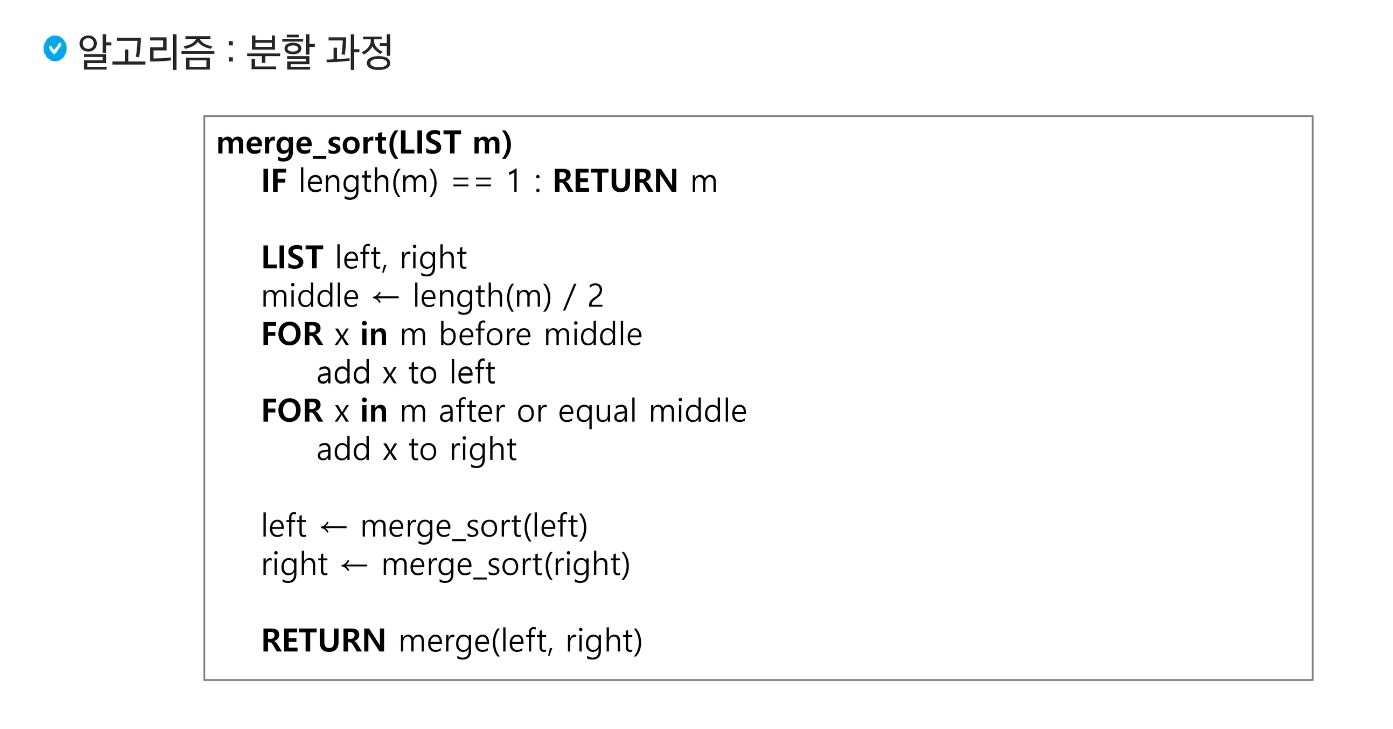 알고리즘 : 분할 과정
merge_sort(LIST m)
IF length(m) == 1 : RETURN m
LIST left, right
middle ← length(m) / 2
FOR x in m before middle
add x to left
FOR x in m after or equal middle
add x to right
left ← merge_sort(left)
right ← merge_sort(right)
RETURN merge(left, right)